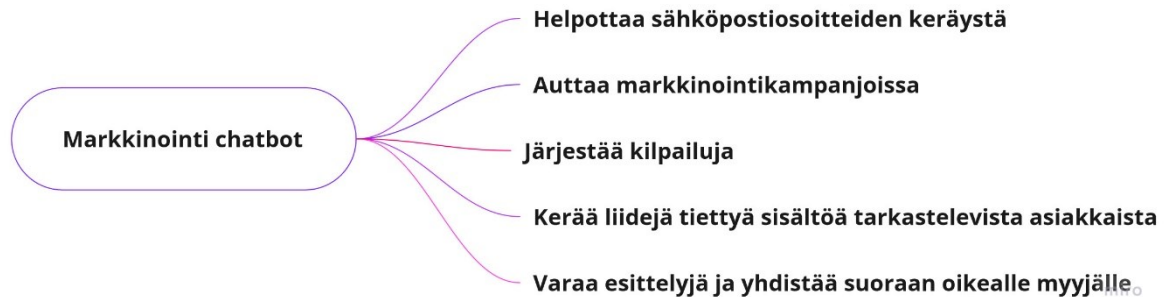 Helpottaa sähköpostiosoitteiden keräystä
Auttaa markkinointikampanjoissa
Markkinointi chatbot
Järjestää kilpailuja
Kerää liidejä tiettyä sisältöä tarkastelevista asiakkaista
Varaa esittelyjä ja yhdistää suoraan oikealle myyjälle
miro